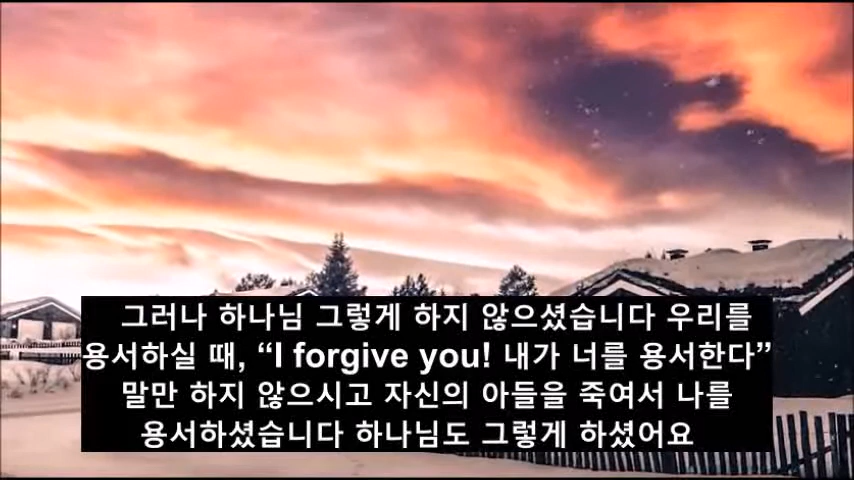 그러나 하나님 그렇게 하지 않으셨습니다 우리를
용서하실 때, “I forgive you! 내가 너를 용서한다”
말만 하지 않으시고 자신의 아들을 죽여서 나를
용서하셨습니다 하나님도 그렇게 하셨어요